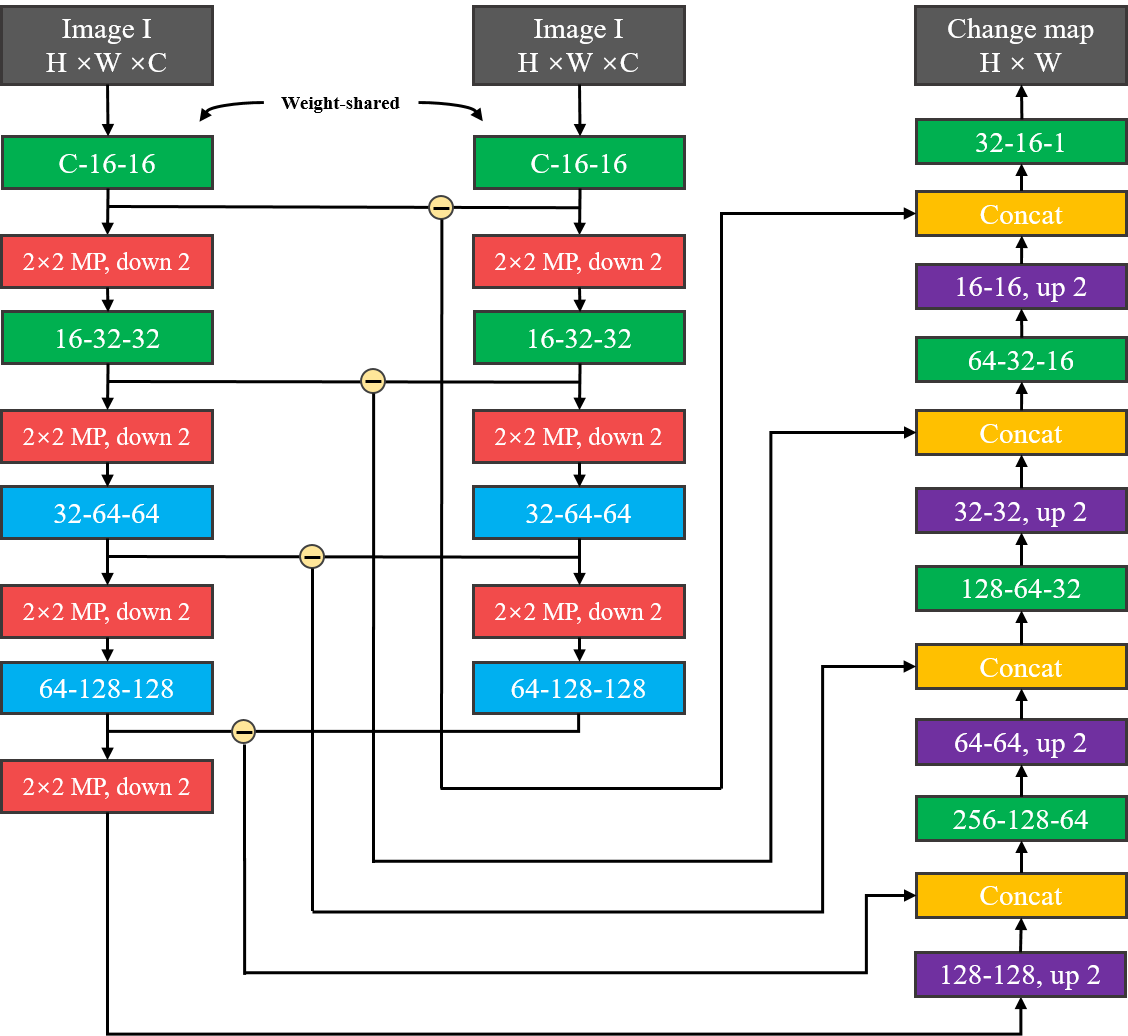 Image I
H ×W ×C
Image I
H ×W ×C
Change map
H × W
Weight-shared
C-16-16
C-16-16
2×2 MP, down 2
2×2 MP, down 2
16-32-32
16-32-32
2×2 MP, down 2
2×2 MP, down 2
32-64-64
32-64-64
2×2 MP, down 2
2×2 MP, down 2
64-128-128
64-128-128
2×2 MP, down 2
32-16-1
Concat
16-16, up 2
64-32-16
Concat
32-32, up 2
128-64-32
Concat
64-64, up 2
256-128-64
Concat
128-128, up 2